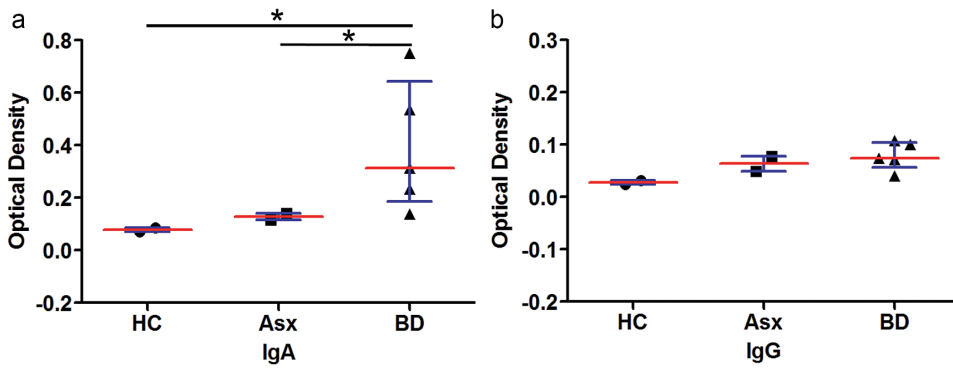 a
*
*
Optical Density
0.8
0.6
0.4
0.2
0.0
-0.2
HC Asx BD
IgA
b
Optical Density
0.3
0.2
0.1
0.0
-0.1
-0.2
HC Asx BD
IgG